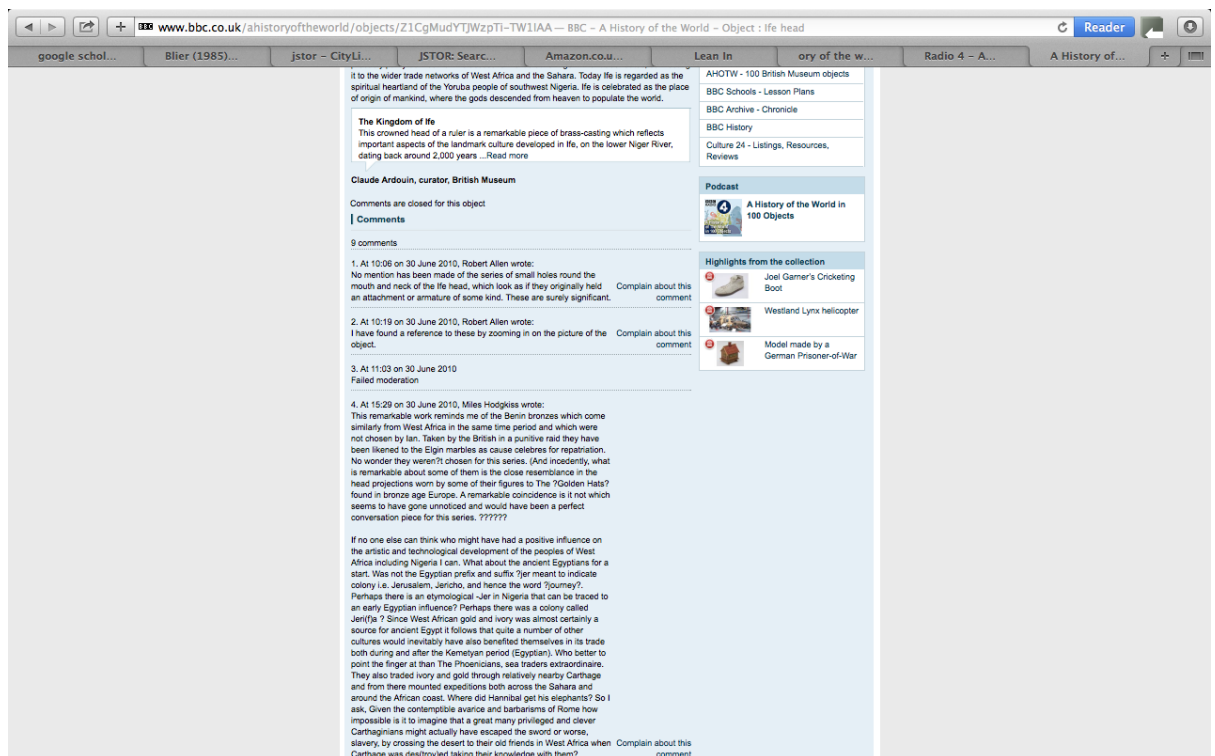 www.bbc.co.uk/ahistoryoftheworld/objects/Z1CgMudYTJWzpTi-TW1IAA — BBC – A History of the World – Object : Ife head
Reader
google schol...
Blier (1985)...
jstor – CityLi...
JSTOR: Searc...
Amazon.co.u...
Lean In
ory of the w...
Radio 4 – A...
A History of...
it to the wider trade networks of West Africa and the Sahara. Today Ife is regarded as the
spiritual heartland of the Yoruba people of southwest Nigeria. Ife is celebrated as the place
of origin of mankind, where the gods descended from heaven to populate the world.
The Kingdom of Ife
This crowned head of a ruler is a remarkable piece of brass-casting which reflects
important aspects of the landmark culture developed in Ife, on the lower Niger River,
dating back around 2,000 years ...Read more
Claude Ardouin, curator, British Museum
Comments are closed for this object
Comments
9 comments
1. At 10:06 on 30 June 2010, Robert Allen wrote:
No mention has been made of the series of small holes round the
mouth and neck of the Ife head, which look as if they originally held
an attachment or armature of some kind. These are surely significant.
Complain about this
comment
2. At 10:19 on 30 June 2010, Robert Allen wrote:
I have found a reference to these by zooming in on the picture of the
object.
Complain about this
comment
3. At 11:03 on 30 June 2010
Failed moderation
4. At 15:29 on 30 June 2010, Miles Hodgkiss wrote:
This remarkable work reminds me of the Benin bronzes which come
similarly from West Africa in the same time period and which were
not chosen by Ian. Taken by the British in a punitive raid they have
been likened to the Elgin marbles as cause celebres for repatriation.
No wonder they weren?t chosen for this series. (And incedently, what
is remarkable about some of them is the close resemblance in the
head projections worn by some of their figures to The ?Golden Hats?
found in bronze age Europe. A remarkable coincidence is it not which
seems to have gone unnoticed and would have been a perfect
conversation piece for this series. ??????
If no one else can think who might have had a positive influence on
the artistic and technological development of the peoples of West
Africa including Nigeria I can. What about the ancient Egyptians for a
start. Was not the Egyptian prefix and suffix ?jer meant to indicate
colony i.e. Jerusalem, Jericho, and hence the word ?journey?.
Perhaps there is an etymological -Jer in Nigeria that can be traced to
an early Egyptian influence? Perhaps there was a colony called
Jeri(f)a ? Since West African gold and ivory was almost certainly a
source for ancient Egypt it follows that quite a number of other
cultures would inevitably have also benefited themselves in its trade
both during and after the Kemetyan period (Egyptian). Who better to
point the finger at than The Phoenicians, sea traders extraordinaire.
They also traded ivory and gold through relatively nearby Carthage
and from there mounted expeditions both across the Sahara and
around the African coast. Where did Hannibal get his elephants? So I
ask, Given the contemptible avarice and barbarisms of Rome how
impossible is it to imagine that a great many privileged and clever
Carthaginians might actually have escaped the sword or worse,
slavery, by crossing the desert to their old friends in West Africa when
Carthage was des(troy)ed taking their knowledge with them?
Complain about this
comment
AHOTW - 100 British Museum objects
BBC Schools - Lesson Plans
BBC Archive - Chronicle
BBC History
Culture 24 - Listings, Resources,
Reviews
Podcast
A History of the World in
100 Objects
Highlights from the collection
Joel Garner's Cricketing
Boot
Westland Lynx helicopter
Model made by a
German Prisoner-of-War